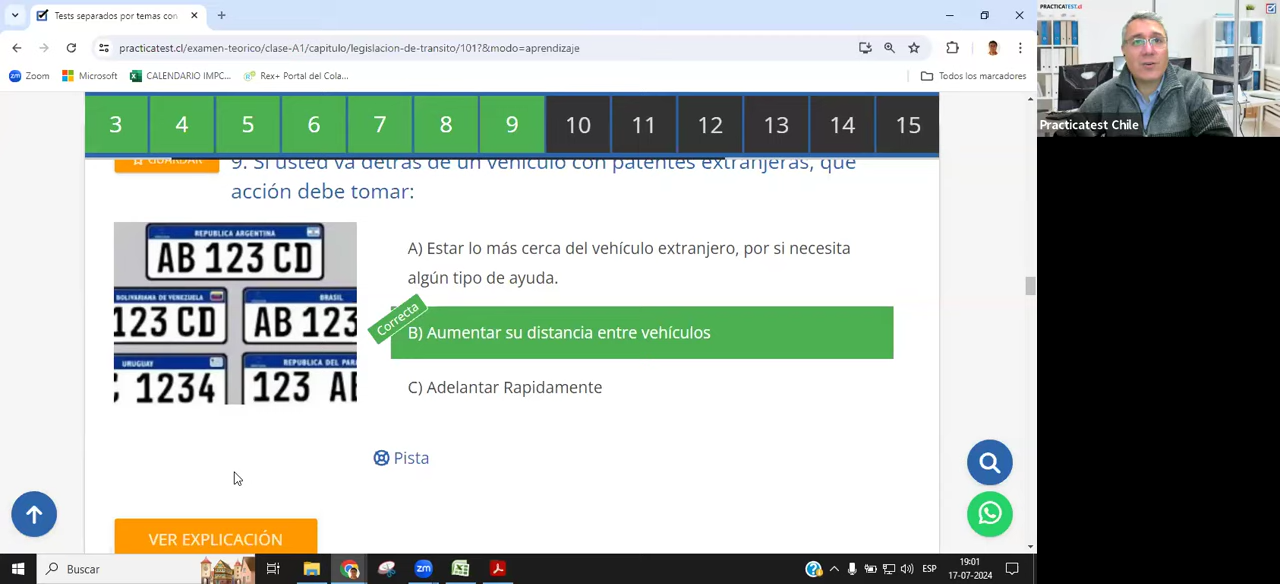 Tests separados por temas con
practicatest.cl/examen-teorico/clase-A1/capitulo/legislacion-de-transito/101?&modo=aprendizaje
Zoom
Microsoft
CALENDARIO IMPC...
Rex+ Portal del Cola...
Todos los marcadores
PRACTICATEST.cl
Practicatest Chile
3
4
5
6
7
8
9
10
11
12
13
14
15
GUARDAR
9. Si usted va detrás de un vehículo con patentes extranjeras, que
acción debe tomar:
REPUBLICA ARGENTINA
AB 123 CD
BOLIVARIANA DE VENEZUELA
123 CD
BRASIL
AB 123
URUGUAY
1234
REPUBLICA DEL PAR
123 AB
A) Estar lo más cerca del vehículo extranjero, por si necesita
algún tipo de ayuda.
Correcta
B) Aumentar su distancia entre vehículos
C) Adelantar Rapidamente
Pista
VER EXPLICACIÓN
Buscar
ESP
19:01
17-07-2024